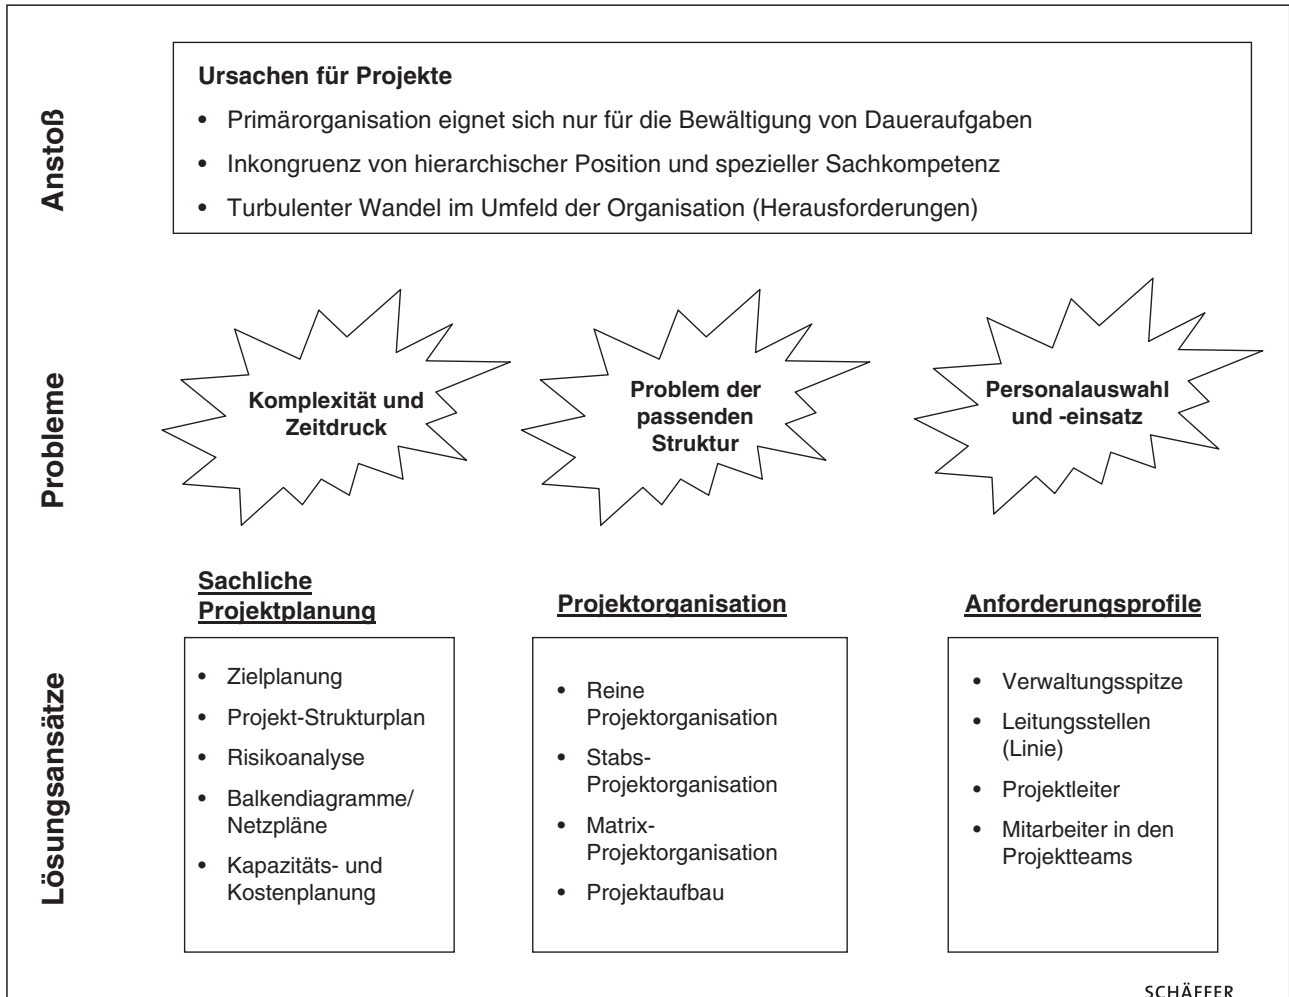 Anstoß
Ursachen für Projekte
• Primärorganisation eignet sich nur für die Bewältigung von Daueraufgaben
• Inkongruenz von hierarchischer Position und spezieller Sachkompetenz
• Turbulenter Wandel im Umfeld der Organisation (Herausforderungen)
Probleme
Komplexität und
Zeitdruck
Problem der
passenden
Struktur
Personalauswahl
und -einsatz
Lösungsansätze
Sachliche
Projektplanung
• Zielplanung
• Projekt-Strukturplan
• Risikoanalyse
• Balkendiagramme/
Netzpläne
• Kapazitäts- und
Kostenplanung
Projektorganisation
• Reine
Projektorganisation
• Stabs-
Projektorganisation
• Matrix-
Projektorganisation
• Projektaufbau
Anforderungsprofile
• Verwaltungsspitze
• Leitungsstellen
(Linie)
• Projektleiter
• Mitarbeiter in den
Projektteams
SCHÄFFER